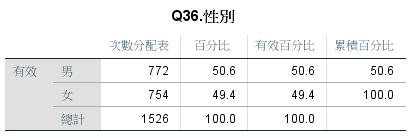 Q36.性別
次數分配表 百分比 有效百分比 累積百分比
有效 男 772 50.6 50.6 50.6
女 754 49.4 49.4 100.0
總計 1526 100.0 100.0